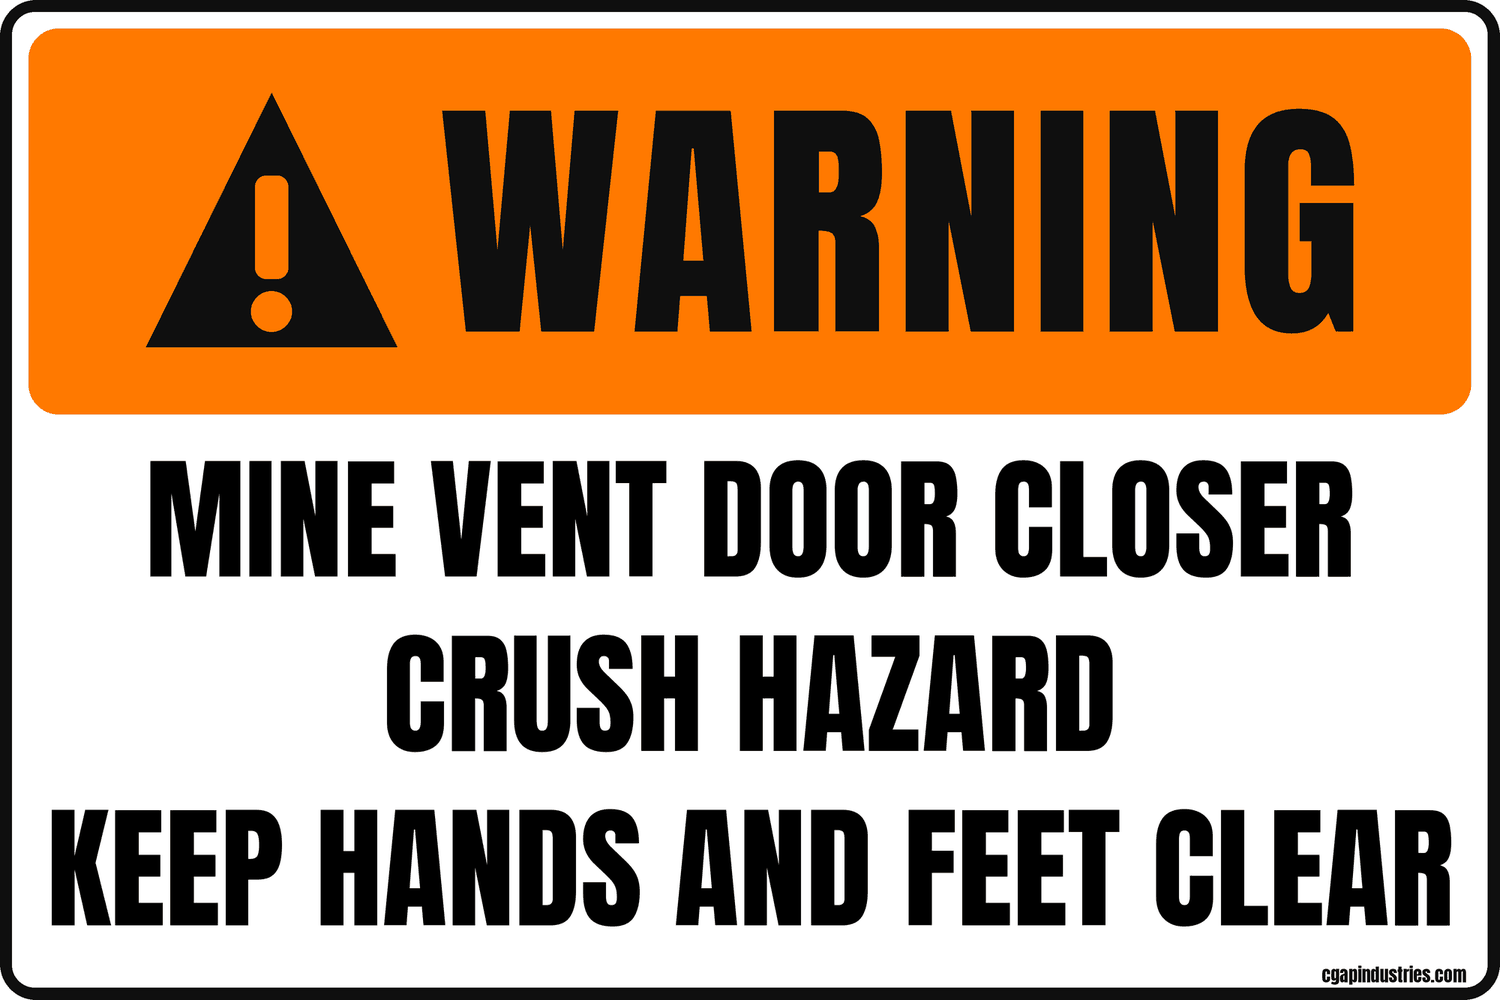 WARNING
MINE VENT DOOR CLOSER
CRUSH HAZARD
KEEP HANDS AND FEET CLEAR
cgapindustries.com